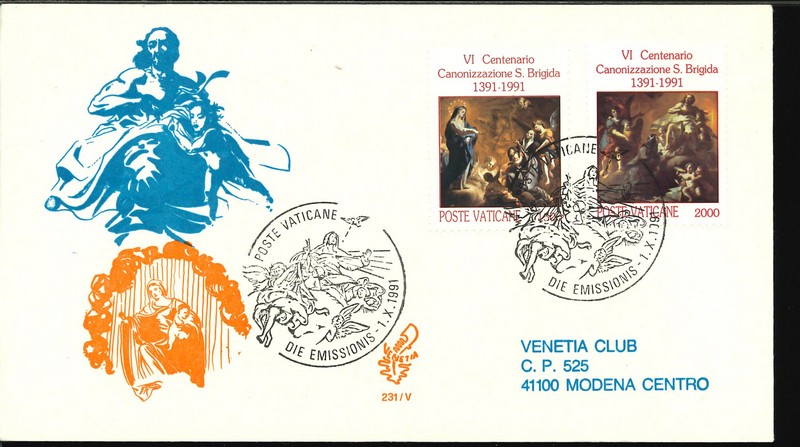 VI Centenario
Canonizzazione S. Brigida
1391-1991
POSTE VATICANE
VI Centenario
Canonizzazione S. Brigida
1391-1991
POSTE VATICANE 2000
POSTE VATICANE
DIE EMISSIONIS - 1.X.1991
VATICANE
DIE EMISSIONIS - 1.X.1991
VENETIA
231/V
VENETIA CLUB
C. P. 525
41100 MODENA CENTRO